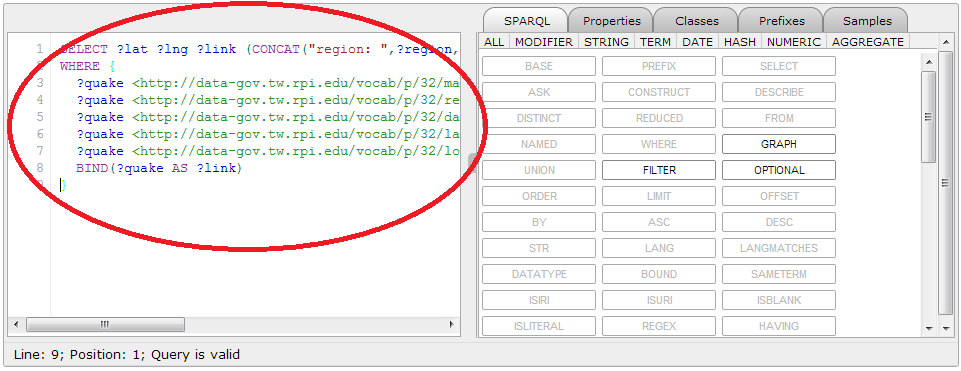 SPARQL Properties Classes Prefixes Samples
ALL MODIFIER STRING TERM DATE HASH NUMERIC AGGREGATE
1 SELECT ?lat ?lng ?link (CONCAT("region: ",?region,
2 WHERE {
3 ?quake <http://data-gov.tw.rpi.edu/vocab/p/32/ma
4 ?quake <http://data-gov.tw.rpi.edu/vocab/p/32/re
5 ?quake <http://data-gov.tw.rpi.edu/vocab/p/32/da
6 ?quake <http://data-gov.tw.rpi.edu/vocab/p/32/la
7 ?quake <http://data-gov.tw.rpi.edu/vocab/p/32/lo
8 BIND(?quake AS ?link)
}
BASE PREFIX SELECT
ASK CONSTRUCT DESCRIBE
DISTINCT REDUCED FROM
NAMED WHERE GRAPH
UNION FILTER OPTIONAL
ORDER LIMIT OFFSET
BY ASC DESC
STR LANG LANGMATCHES
DATATYPE BOUND SAMETERM
ISIRI ISURI ISBLANK
ISLITERAL REGEX HAVING
Line: 9; Position: 1; Query is valid